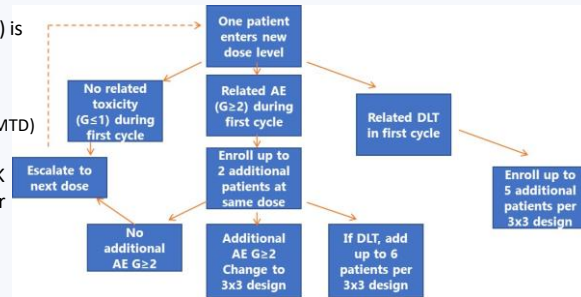 ) is
MTD)
K
r
One patient
enters new
dose level
No related
toxicity
(G≤1) during
first cycle
Related AE
(G≥2) during
first cycle
Related DLT
in first cycle
Escalate to
next dose
Enroll up to
2 additional
patients at
same dose
Enroll up to
5 additional
patients per
3x3 design
No
additional
AE G≥2
Additional
AE G≥2
Change to
3x3 design
If DLT, add
up to 6
patients per
3x3 design